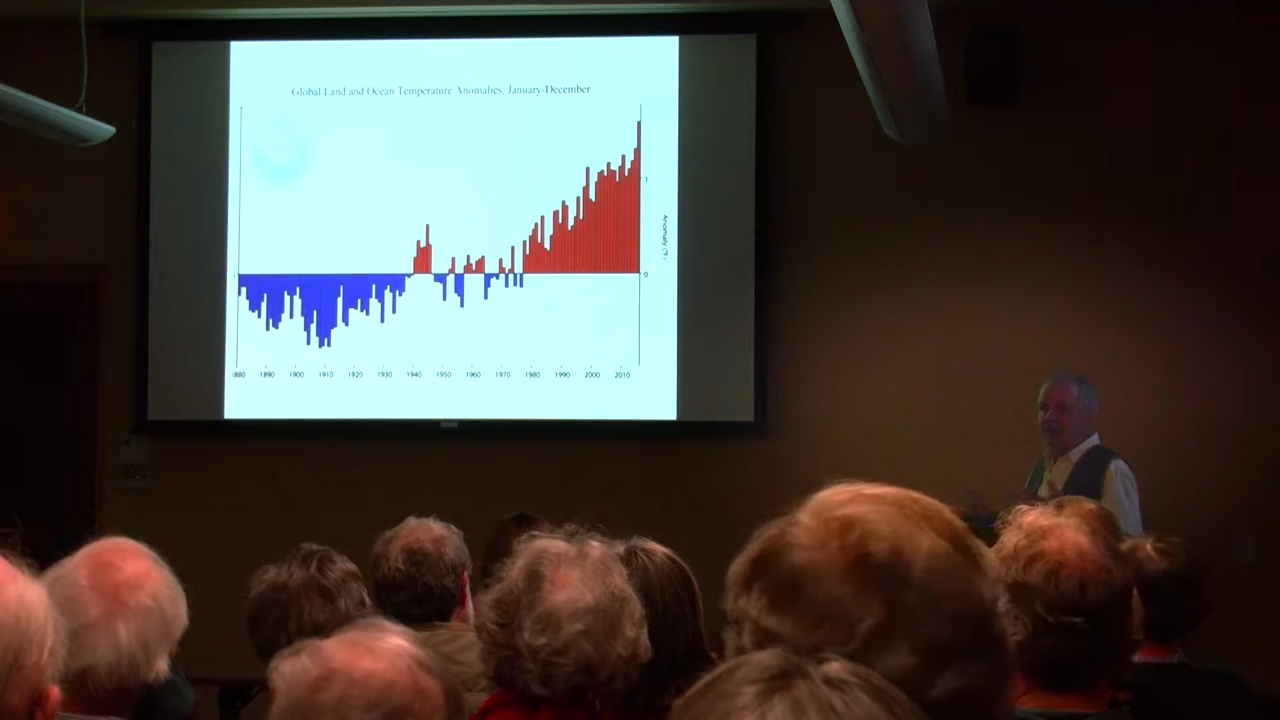 Global Land and Ocean Temperature Anomalies, January-December
1
Anomaly (°F)
0
1880 1890 1900 1910 1920 1930 1940 1950 1960 1970 1980 1990 2000 2010